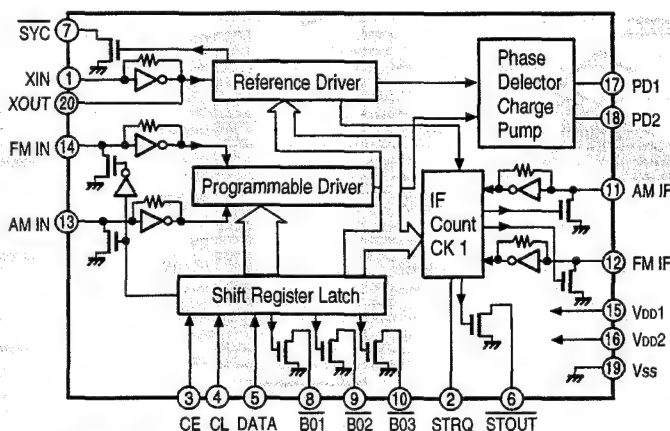 SYC
7
XIN
1
XOUT
20
FM IN
14
AM IN
13
Reference Driver
Phase
Detector
Charge
Pump
17
PD1
18
PD2
Programmable Driver
IF
Count
CK 1
11
AM IF
12
FM IF
Shift Register Latch
15
VDD1
16
VDD2
19
Vss
3
4
5
8
9
10
2
6
CE
CL
DATA
B01
B02
B03
STRQ
STOUT